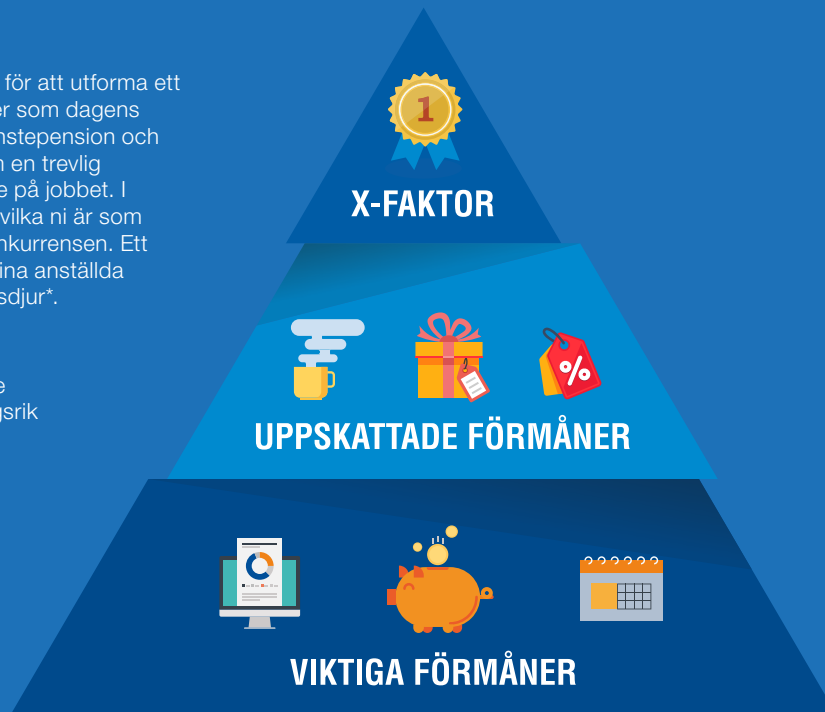 för att utforma ett
er som dagens
nstepension och
n en trevlig
e på jobbet. I
vilka ni är som
nkurrensen. Ett
ina anställda
sdjur*.
e
gsrik
1
X-FAKTOR
%
UPPSKATTADE FÖRMÅNER
VIKTIGA FÖRMÅNER